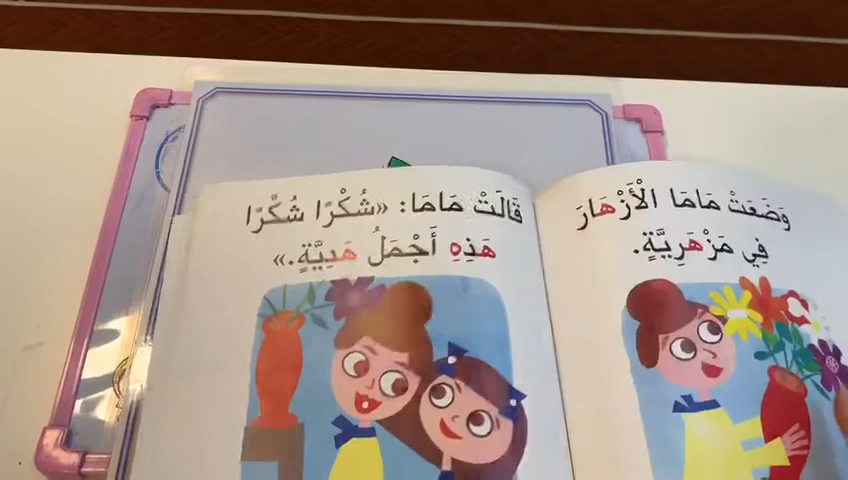 وَضَعَتْ مَامَا الْأَزْهَارَ
فِي مَزْهَرِيَّةٍ.
قَالَتْ مَامَا: «شُكْرًا شُكْرًا
هَذِهِ أَجْمَلُ هَدِيَّةٍ.»